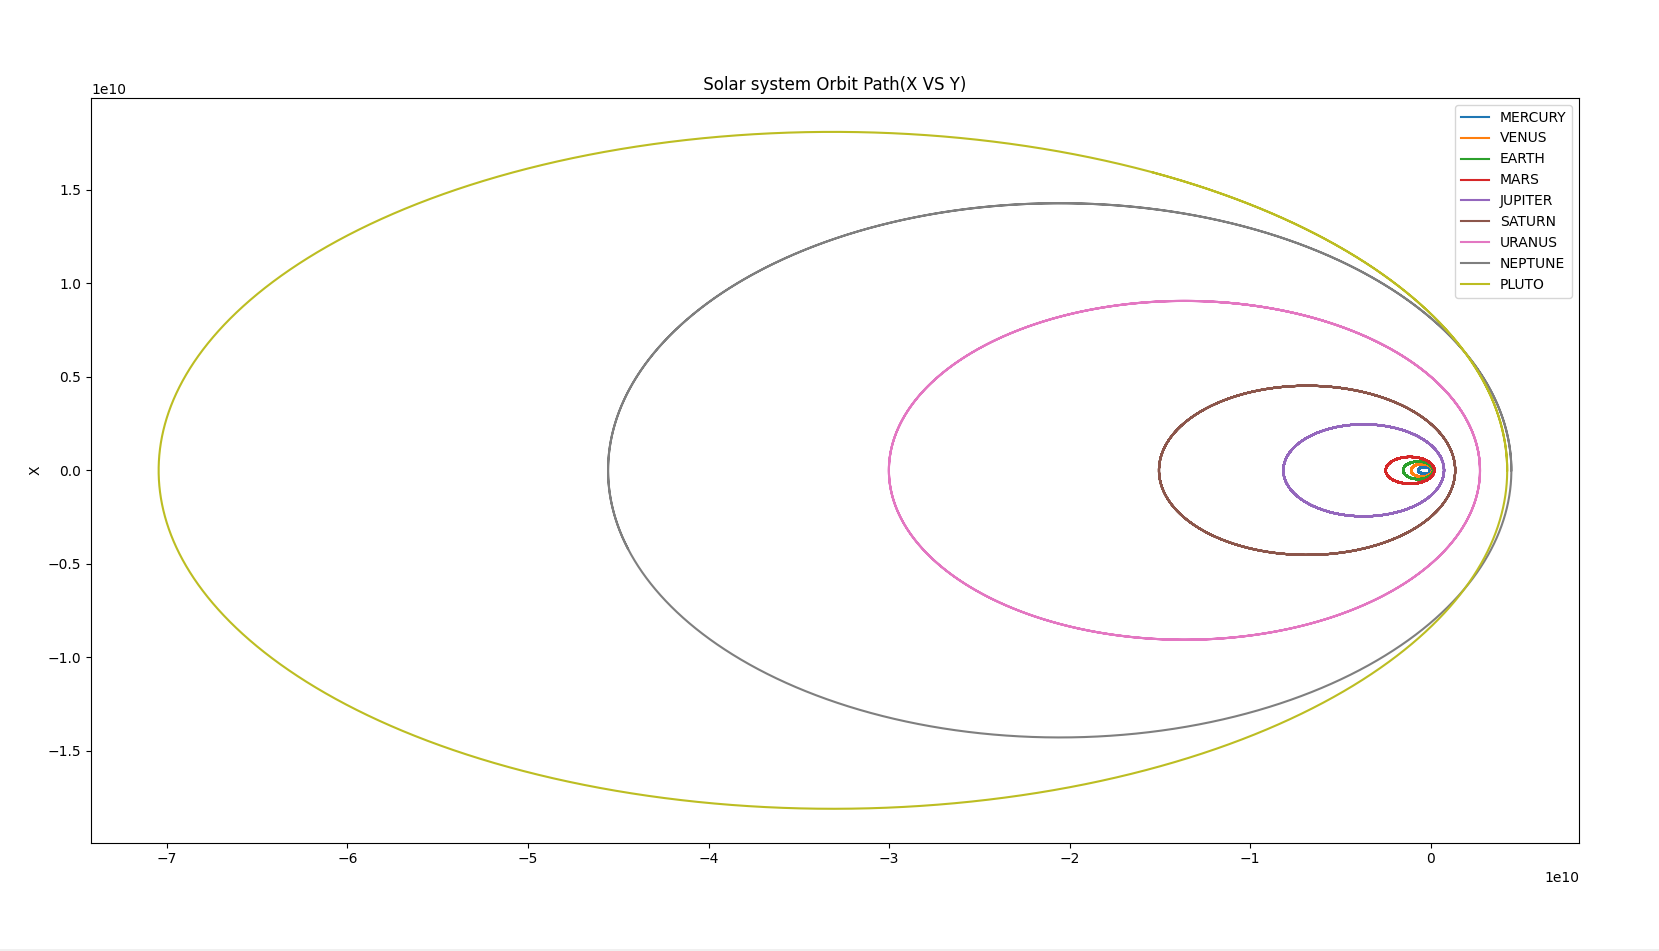 Solar system Orbit Path(X VS Y)
1e10
MERCURY
VENUS
EARTH
MARS
JUPITER
SATURN
URANUS
NEPTUNE
PLUTO
1.5
1.0
0.5
0.0
−0.5
−1.0
−1.5
X
−7 −6 −5 −4 −3 −2 −1 0
1e10